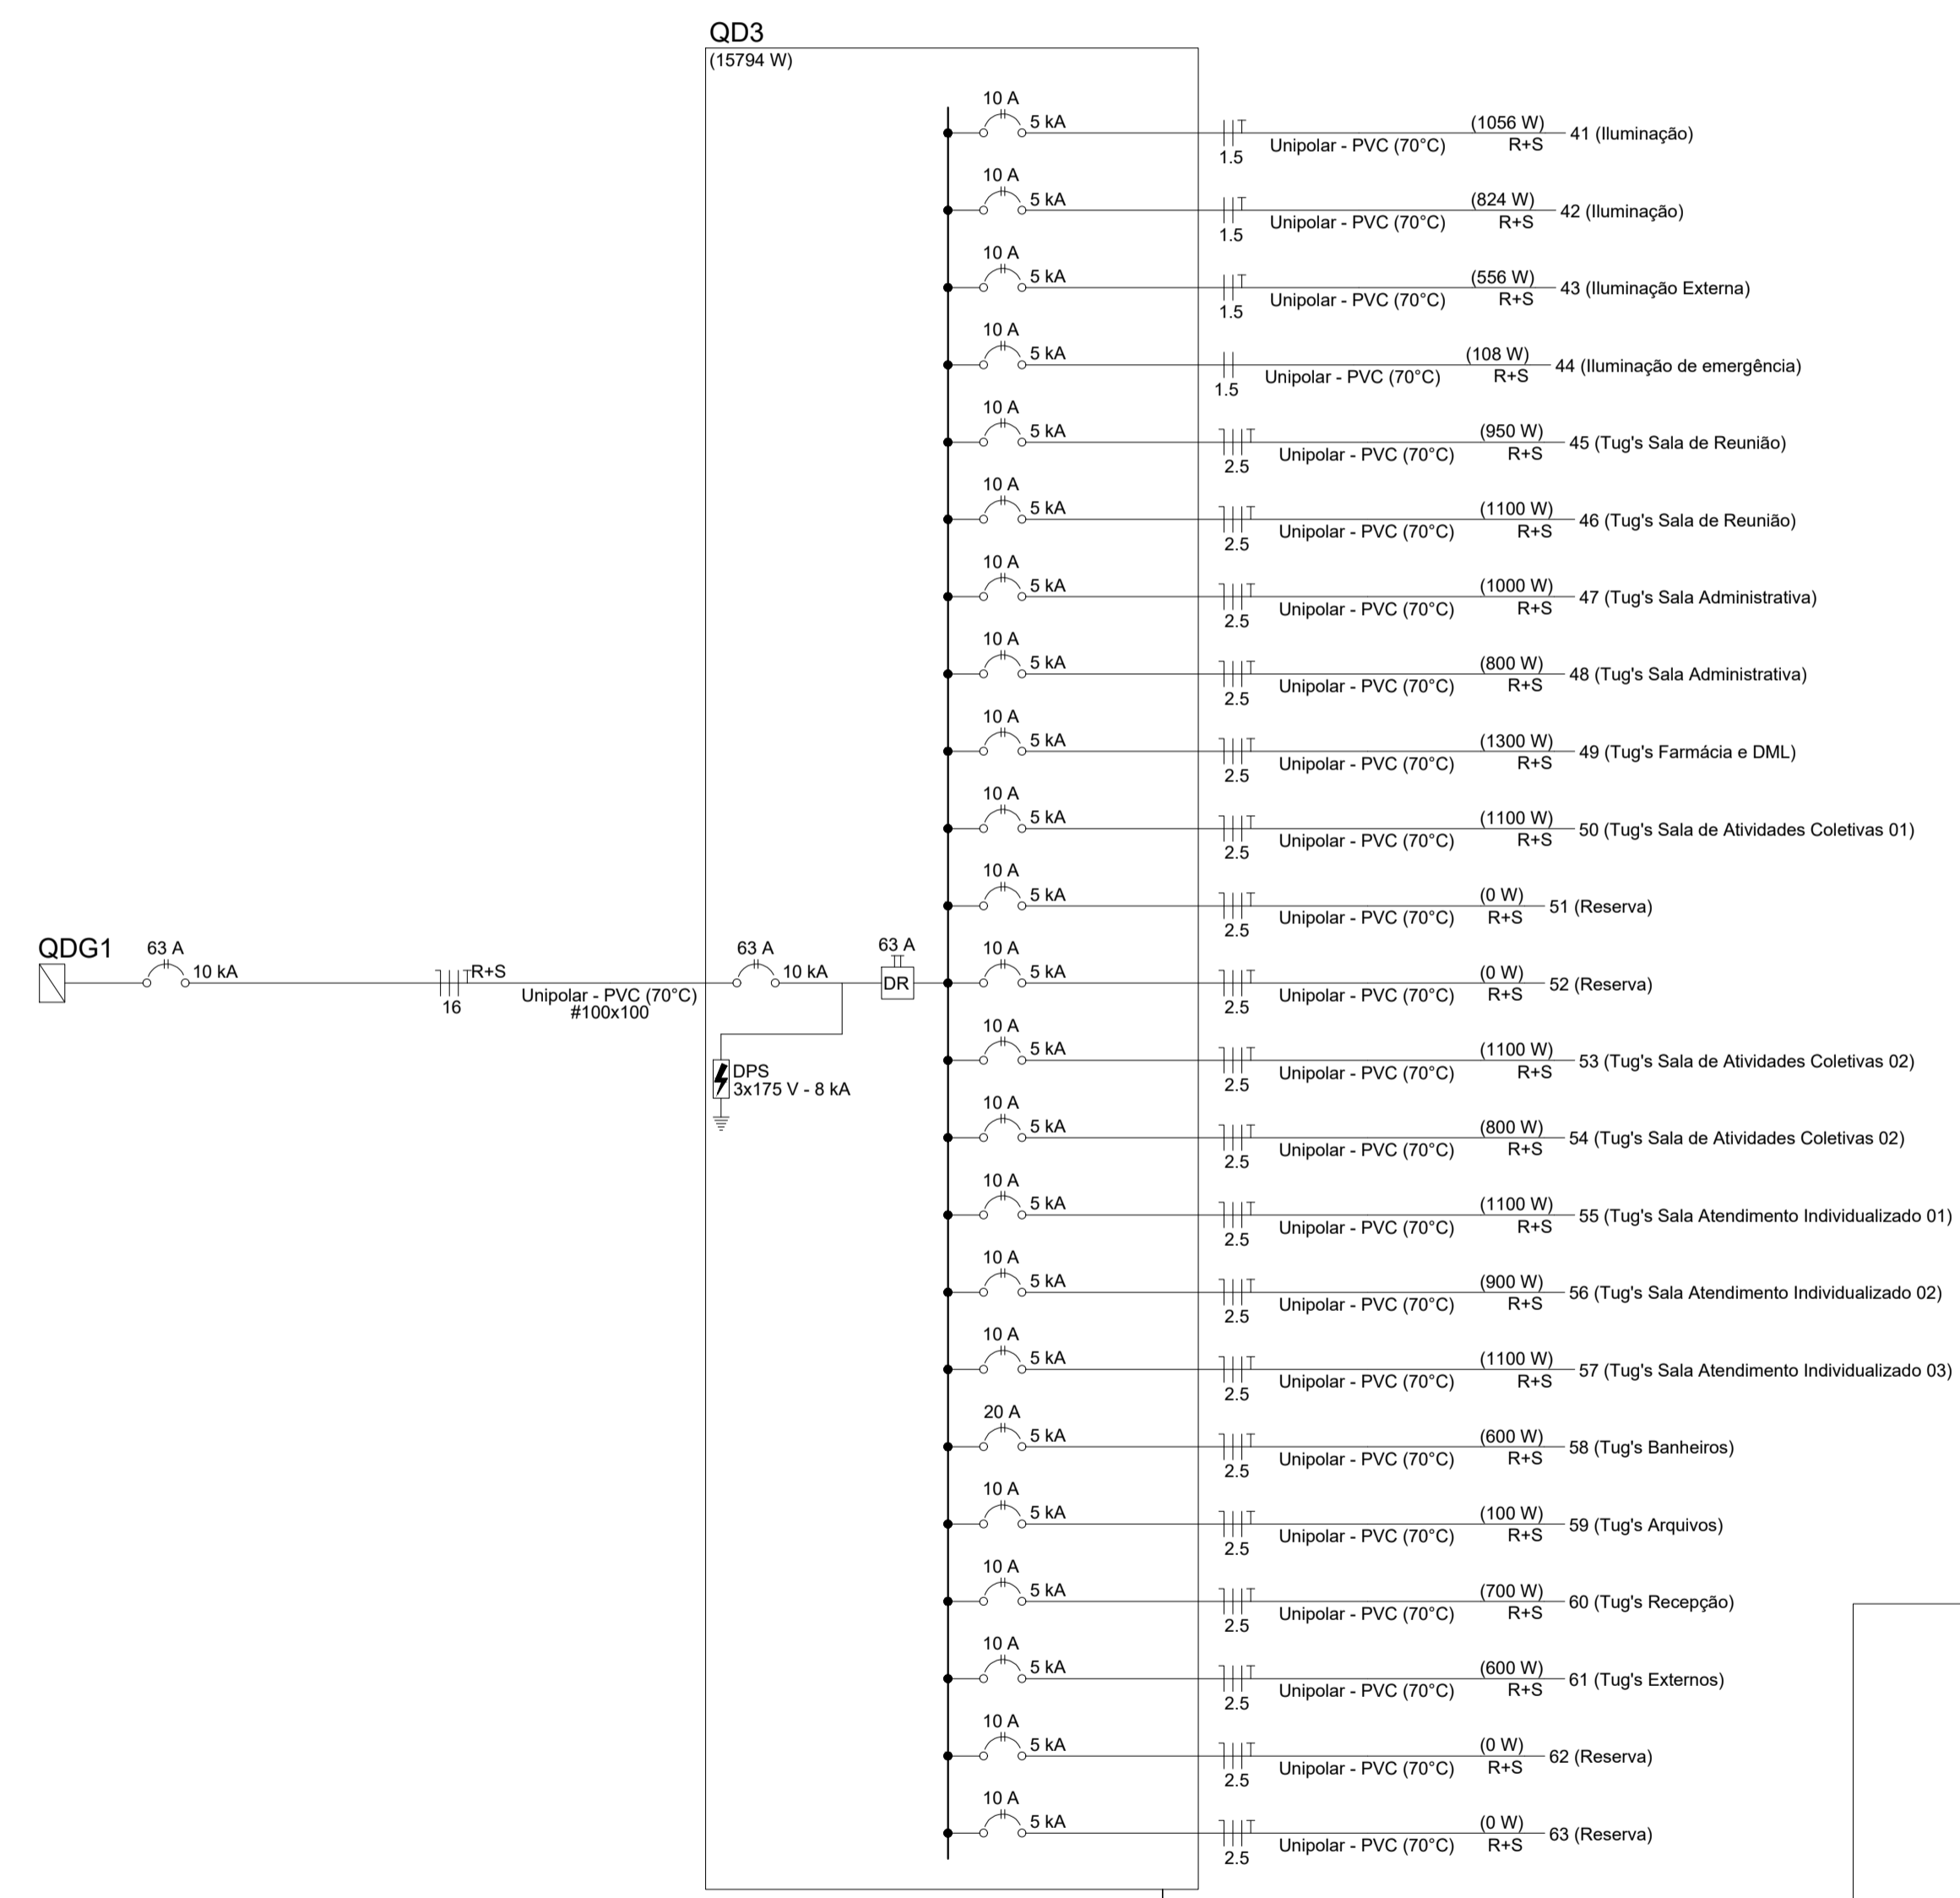 QD3
(15794 W)
10 A
5 kA
1.5
Unipolar - PVC (70°C)
(1056 W)
R+S
41 (Iluminação)
10 A
5 kA
1.5
Unipolar - PVC (70°C)
(824 W)
R+S
42 (Iluminação)
10 A
5 kA
1.5
Unipolar - PVC (70°C)
(556 W)
R+S
43 (Iluminação Externa)
10 A
5 kA
1.5
Unipolar - PVC (70°C)
(108 W)
R+S
44 (Iluminação de emergência)
10 A
5 kA
2.5
Unipolar - PVC (70°C)
(950 W)
R+S
45 (Tug's Sala de Reunião)
10 A
5 kA
2.5
Unipolar - PVC (70°C)
(1100 W)
R+S
46 (Tug's Sala de Reunião)
10 A
5 kA
2.5
Unipolar - PVC (70°C)
(1000 W)
R+S
47 (Tug's Sala Administrativa)
10 A
5 kA
2.5
Unipolar - PVC (70°C)
(800 W)
R+S
48 (Tug's Sala Administrativa)
10 A
5 kA
2.5
Unipolar - PVC (70°C)
(1300 W)
R+S
49 (Tug's Farmácia e DML)
10 A
5 kA
2.5
Unipolar - PVC (70°C)
(1100 W)
R+S
50 (Tug's Sala de Atividades Coletivas 01)
10 A
5 kA
2.5
Unipolar - PVC (70°C)
(0 W)
R+S
51 (Reserva)
QDG1
63 A
10 kA
R+S
16
Unipolar - PVC (70°C)
#100x100
63 A
10 kA
63 A
DR
DPS
3x175 V - 8 kA
10 A
5 kA
2.5
Unipolar - PVC (70°C)
(0 W)
R+S
52 (Reserva)
10 A
5 kA
2.5
Unipolar - PVC (70°C)
(1100 W)
R+S
53 (Tug's Sala de Atividades Coletivas 02)
10 A
5 kA
2.5
Unipolar - PVC (70°C)
(800 W)
R+S
54 (Tug's Sala de Atividades Coletivas 02)
10 A
5 kA
2.5
Unipolar - PVC (70°C)
(1100 W)
R+S
55 (Tug's Sala Atendimento Individualizado 01)
10 A
5 kA
2.5
Unipolar - PVC (70°C)
(900 W)
R+S
56 (Tug's Sala Atendimento Individualizado 02)
10 A
5 kA
2.5
Unipolar - PVC (70°C)
(1100 W)
R+S
57 (Tug's Sala Atendimento Individualizado 03)
20 A
5 kA
2.5
Unipolar - PVC (70°C)
(600 W)
R+S
58 (Tug's Banheiros)
10 A
5 kA
2.5
Unipolar - PVC (70°C)
(100 W)
R+S
59 (Tug's Arquivos)
10 A
5 kA
2.5
Unipolar - PVC (70°C)
(700 W)
R+S
60 (Tug's Recepção)
10 A
5 kA
2.5
Unipolar - PVC (70°C)
(600 W)
R+S
61 (Tug's Externos)
10 A
5 kA
2.5
Unipolar - PVC (70°C)
(0 W)
R+S
62 (Reserva)
10 A
5 kA
2.5
Unipolar - PVC (70°C)
(0 W)
R+S
63 (Reserva)